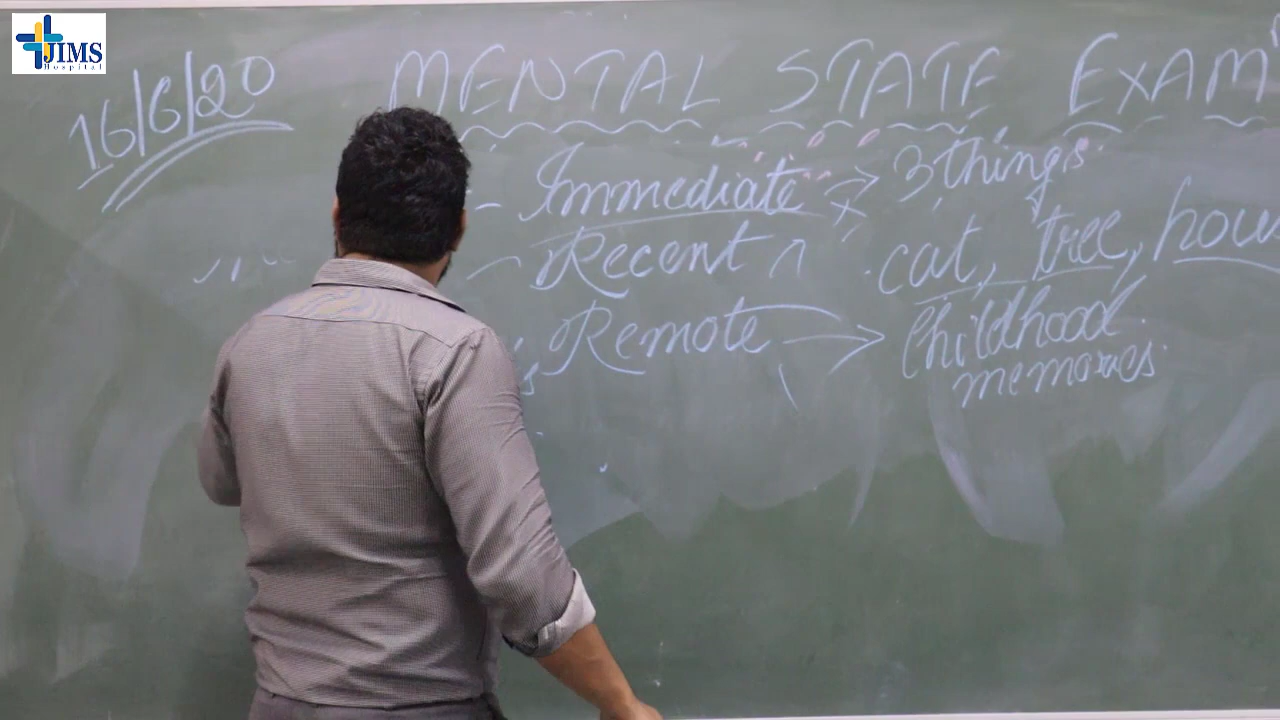 JIMS
Hospital
16/6/20
MENTAL STATE EXAM
- Immediate → 3 things.
cat, tree, hou
- Recent
Remote → Childhood
memories.